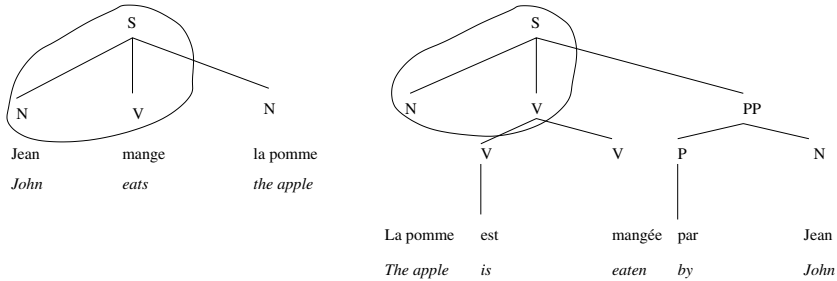 S
N V N
Jean mange la pomme
John eats the apple
S
N V PP
V V P N
La pomme est mangée par Jean
The apple is eaten by John